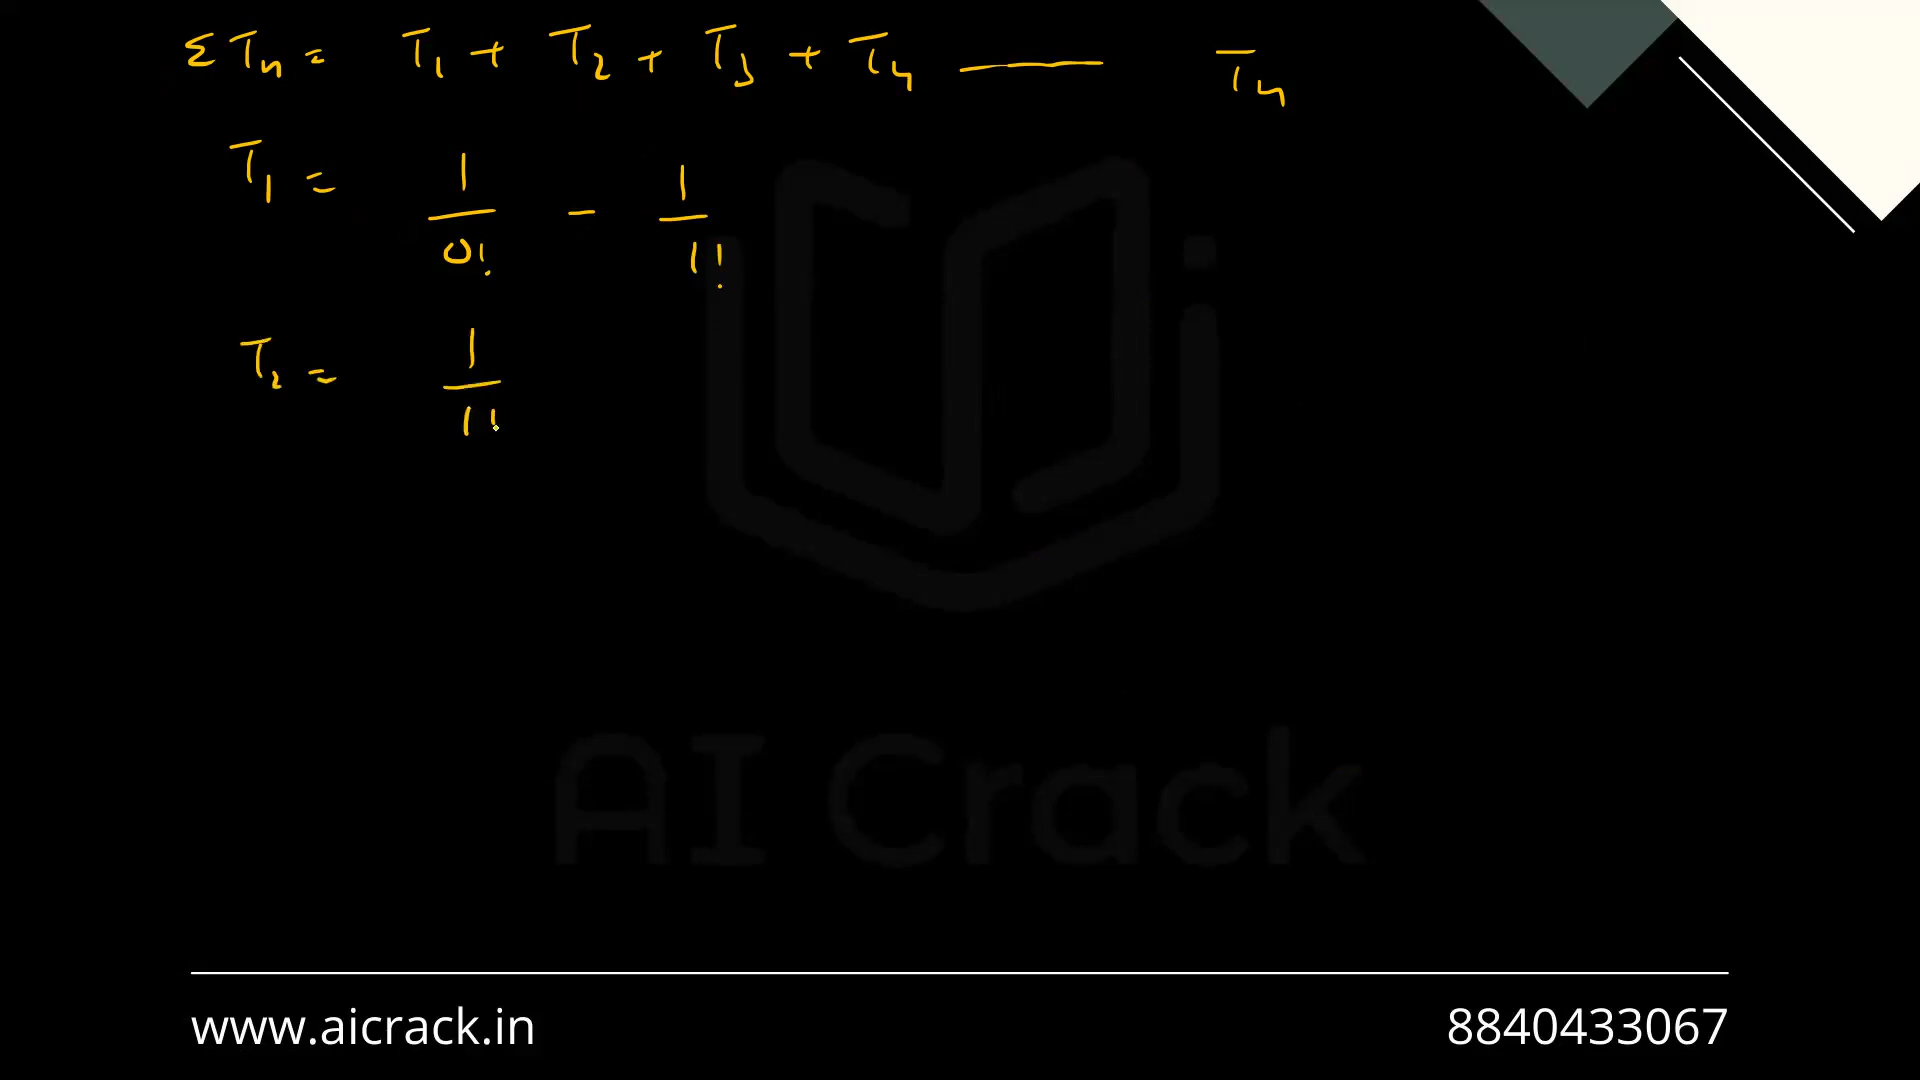 ΣTn = T1 + T2 + T3 + T4 —— Tn
T1 = 1/0! - 1/1!
T2 = 1/1!
AI Crack
www.aicrack.in 8840433067